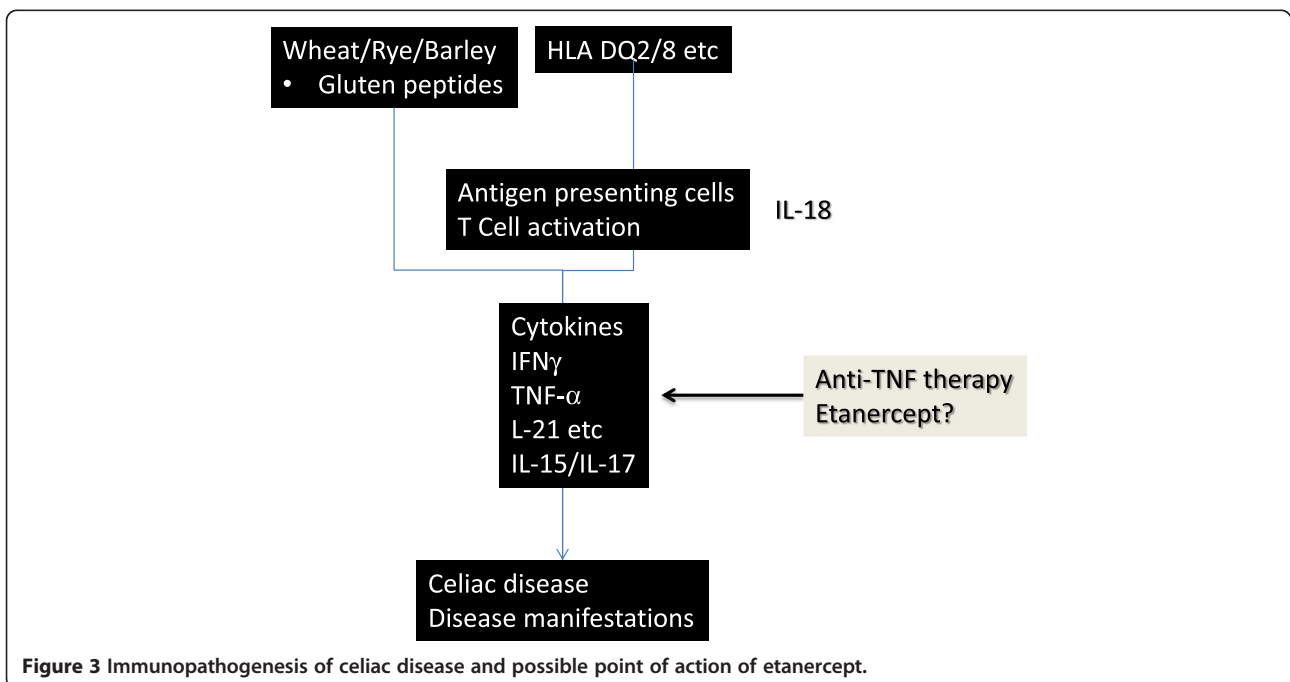 Wheat/Rye/Barley
• Gluten peptides
HLA DQ2/8 etc
Antigen presenting cells
T Cell activation
IL-18
Cytokines
IFNγ
TNF-α
L-21 etc
IL-15/IL-17
Anti-TNF therapy
Etanercept?
Celiac disease
Disease manifestations
Figure 3 Immunopathogenesis of celiac disease and possible point of action of etanercept.